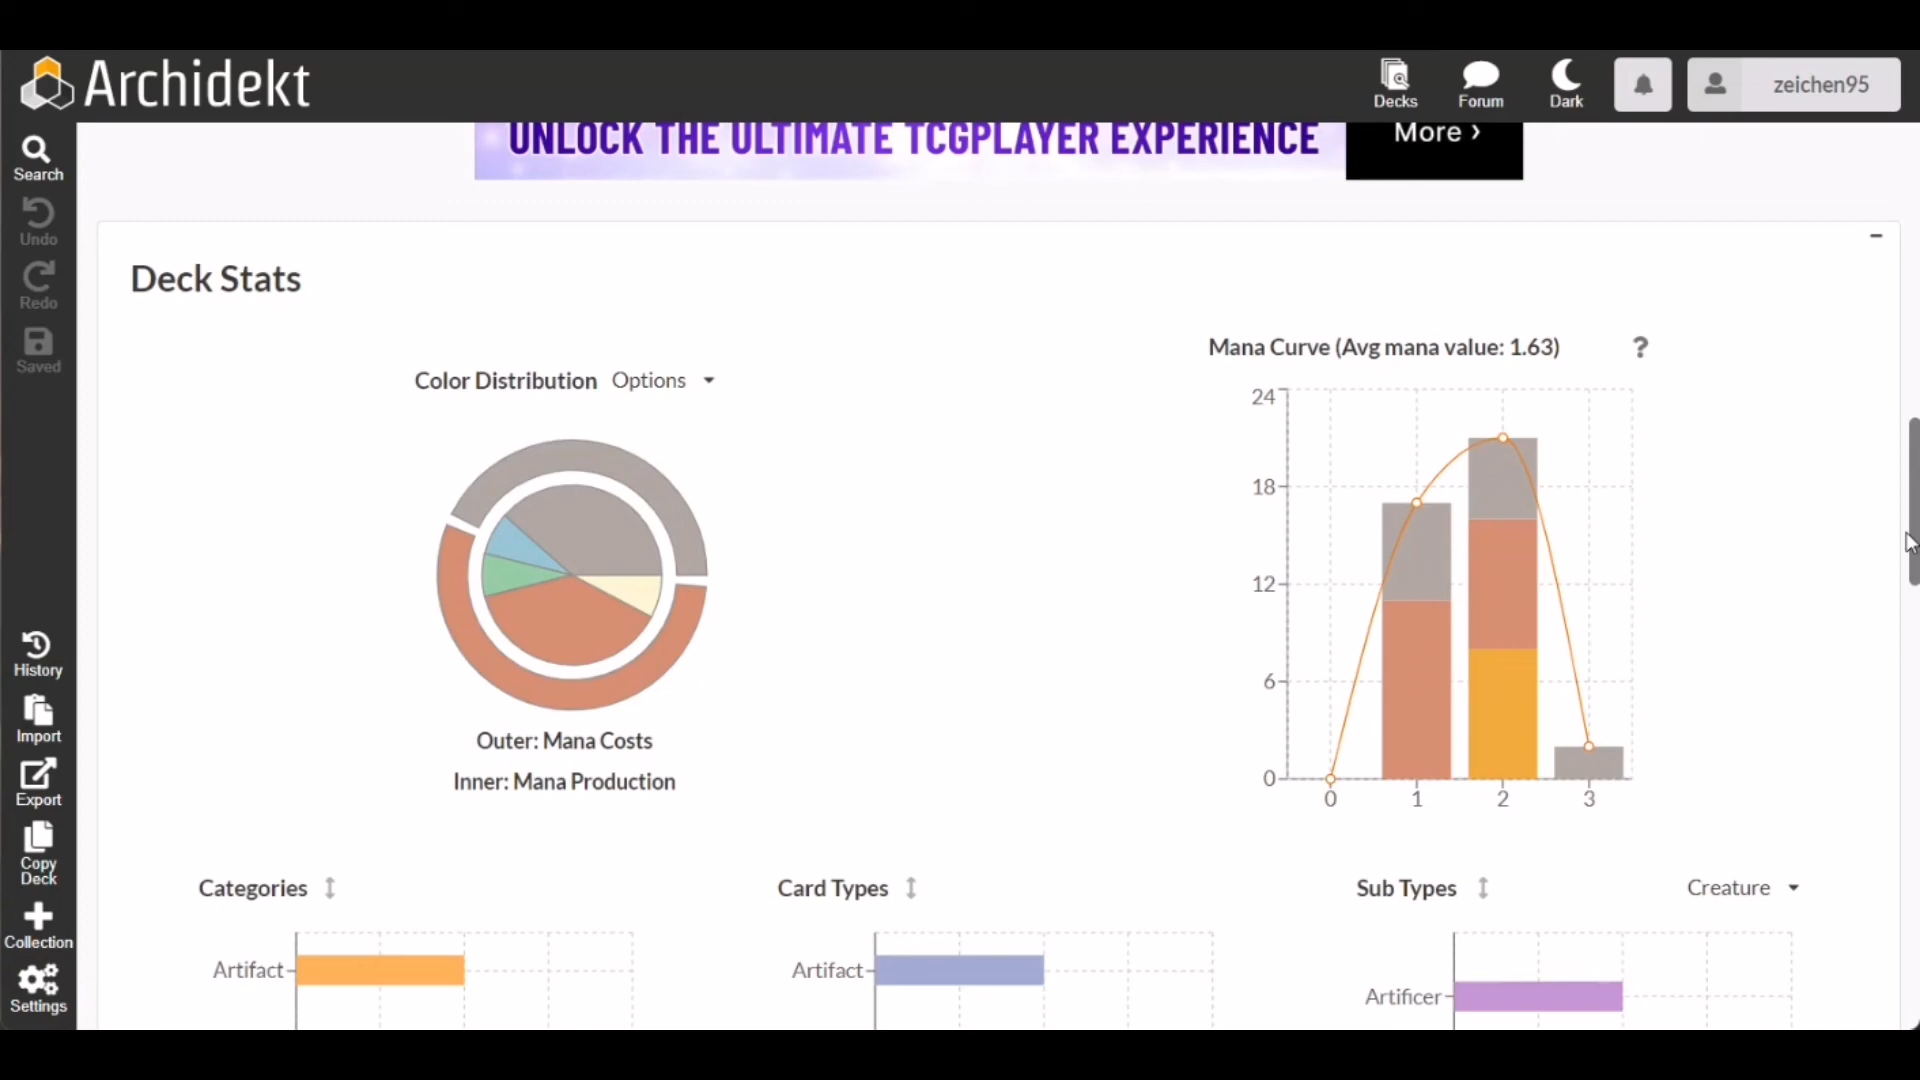 Archidekt
Decks
Forum
Dark
zeichen95
UNLOCK THE ULTIMATE TCGPLAYER EXPERIENCE
More ›
Search
Undo
Redo
Saved
History
Import
Export
Copy
Deck
Collection
Settings
Deck Stats
Color Distribution Options
Outer: Mana Costs
Inner: Mana Production
Mana Curve (Avg mana value: 1.63) ?
24
18
12
6
0
0 1 2 3
Categories
Artifact
Card Types
Artifact
Sub Types Creature
Artificer